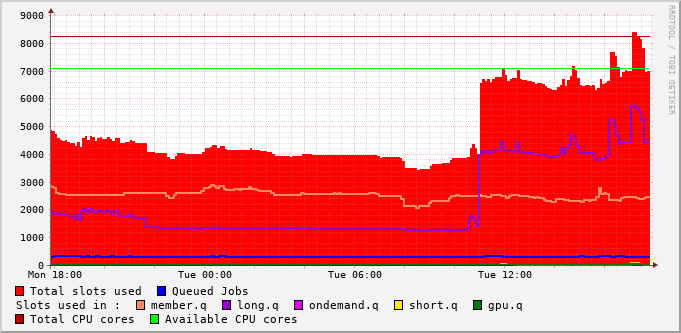 9000
8000
7000
6000
5000
4000
3000
2000
1000
0
Mon 18:00 Tue 00:00 Tue 06:00 Tue 12:00
Total slots used Queued Jobs
Slots used in : member.q long.q ondemand.q short.q gpu.q
Total CPU cores Available CPU cores
RRDTOOL / TOBI OETIKER